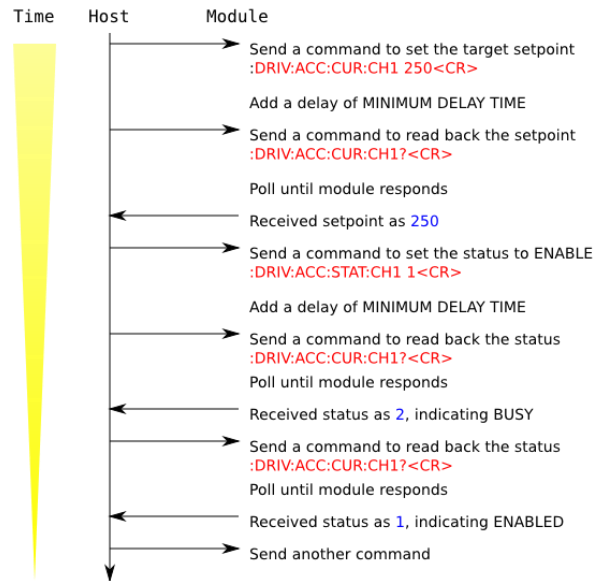 Time Host Module
Send a command to set the target setpoint
:DRIV:ACC:CUR:CH1 250<CR>
Add a delay of MINIMUM DELAY TIME
Send a command to read back the setpoint
:DRIV:ACC:CUR:CH1?<CR>
Poll until module responds
Received setpoint as 250
Send a command to set the status to ENABLE
:DRIV:ACC:STAT:CH1 1<CR>
Add a delay of MINIMUM DELAY TIME
Send a command to read back the status
:DRIV:ACC:CUR:CH1?<CR>
Poll until module responds
Received status as 2, indicating BUSY
Send a command to read back the status
:DRIV:ACC:CUR:CH1?<CR>
Poll until module responds
Received status as 1, indicating ENABLED
Send another command